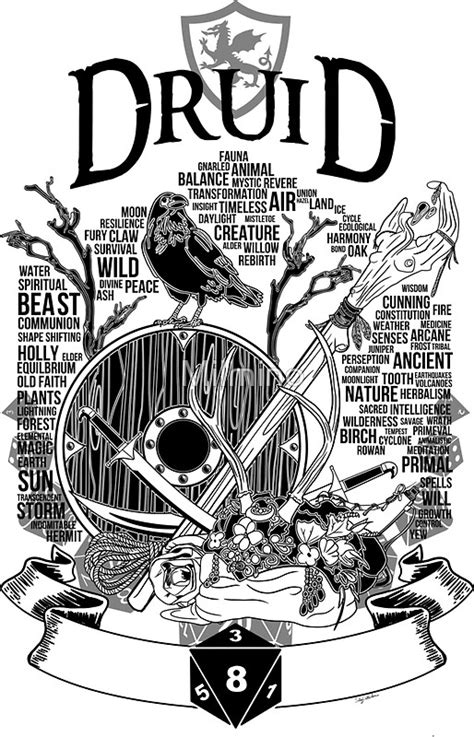 DRUID
FAUNA
GNARLED ANIMAL
BALANCE MYSTIC REVERE
TRANSFORMATION AIR UNION HAZEL LAND ICE
INSIGHT TIMELESS
DAYLIGHT MISTLETOE
CREATURE
ALDER WILLOW
REBIRTH
MOON
RESILIENCE
FURY CLAW
SURVIVAL
WILD
DIVINE PEACE
ASH
CYCLE
ECOLOGICAL
HARMONY
BOND OAK
WATER
SPIRITUAL
BEAST
COMMUNION
SHAPE SHIFTING
HOLLY ELDER
EQUILBRIUN
OLD FAITH
PLANTS
LIGHTNING
FOREST
ELEMENTAL
MAGIC
EARTH
SUN
TRANSCENDENT
STORM
INDOMITABLE
HERMIT
WISDOM
CUNNING
CONSTITUTION FIRE
WEATHER MEDICINE
SENSES ARCANE
JUNIPER FROST TRIBAL
PERSEPTION ANCIENT
COMPANION
MOONLIGHT TOOTH EARTHQUAKES VOLCANOES
NATURE HERBALISM
SACRED INTELLIGENCE
WILDERNESS SAVAGE WRATH
BIRCH TEMPEST PRIMEVAL
CYCLONE ANIMALISTIC
ROWAN MEDITATION
PRIMAL
SPELLS
WILL
GROWTH
CONTROL
YEW
3
8
5
1